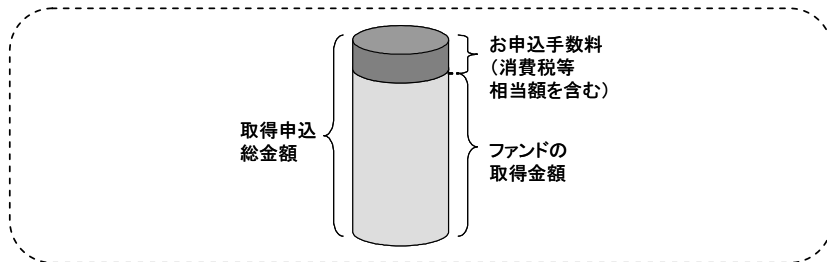 お申込手数料
（消費税等
相当額を含む）
取得申込
総金額
ファンドの
取得金額